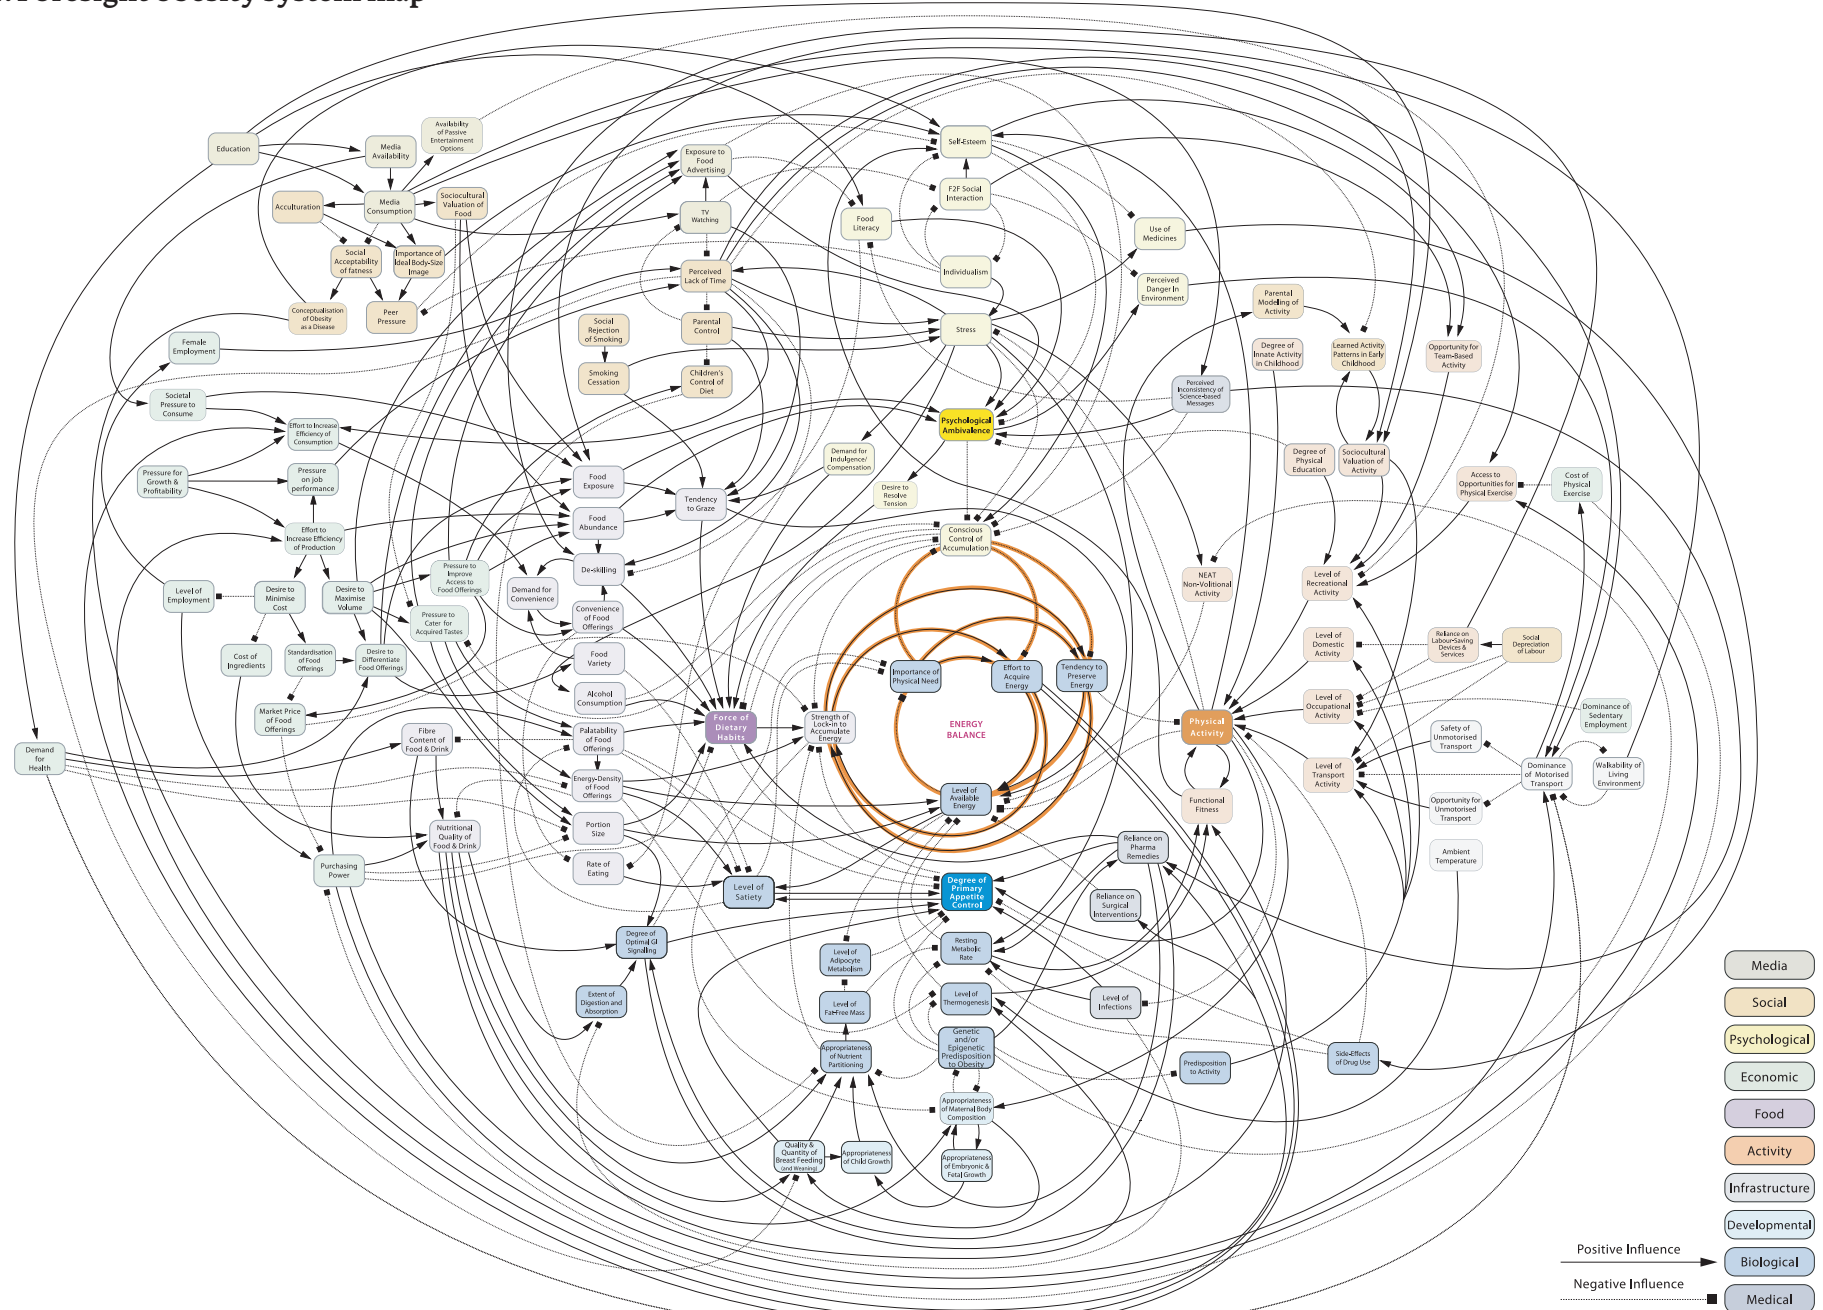 Foresight Obesity System Map
Education
Media
Availability
Availability
of Passive
Entertainment
Options
Acculturation
Media
Consumption
Sociocultural
Valuation of
Food
Social
Acceptability
of fatness
Importance of
Ideal Body-Size
Image
Conceptualisation
of Obesity
as a Disease
Peer
Pressure
Exposure to
Food
Advertising
TV
Watching
Perceived
Lack of Time
Parental
Control
Children's
Control of
Diet
Social
Rejection
of Smoking
Smoking
Cessation
Food
Literacy
Self-Esteem
F2F Social
Interaction
Individualism
Stress
Psychological
Ambivalence
Demand for
Indulgence/
Compensation
Desire to
Resolve
Tension
Conscious
Control of
Accumulation
Use of
Medicines
Perceived
Danger In
Environment
Perceived
Inconsistency of
Science-based
Messages
Parental
Modeling of
Activity
Degree of
Innate Activity
in Childhood
Learned Activity
Patterns in Early
Childhood
Opportunity for
Team-Based
Activity
Degree of
Physical
Education
Sociocultural
Valuation of
Activity
Access to
Opportunities for
Physical Exercise
Cost of
Physical
Exercise
Female
Employment
Societal
Pressure to
Consume
Effort to Increase
Efficiency of
Consumption
Pressure for
Growth &
Profitability
Pressure
on job
performance
Effort to
Increase Efficiency
of Production
Level of
Employment
Desire to
Minimise
Cost
Desire to
Maximise
Volume
Pressure to
Improve
Access to
Food Offerings
Pressure to
Cater for
Acquired Tastes
Cost of
Ingredients
Standardisation
of Food
Offerings
Desire to
Differentiate
Food Offerings
Market Price
of Food
Offerings
Demand
for
Health
Purchasing
Power
Food
Exposure
Food
Abundance
Tendency
to Graze
De-skilling
Demand for
Convenience
Convenience
of Food
Offerings
Food
Variety
Alcohol
Consumption
Force of
Dietary
Habits
Strength of
Lock-in to
Accumulate
Energy
Palatability
of Food
Offerings
Fibre
Content of
Food & Drink
Energy-Density
of Food
Offerings
Portion
Size
Nutritional
Quality of
Food & Drink
Rate of
Eating
Importance of
Physical Need
Effort to
Acquire
Energy
Tendency to
Preserve
Energy
ENERGY
BALANCE
Level of
Available
Energy
NEAT
Non-Volitional
Activity
Level of
Recreational
Activity
Level of
Domestic
Activity
Reliance on
Labour-Saving
Devices &
Services
Social
Depreciation
of Labour
Physical
Activity
Level of
Occupational
Activity
Dominance of
Sedentary
Employment
Safety of
Unmotorised
Transport
Level of
Transport
Activity
Dominance
of Motorised
Transport
Walkability of
Living
Environment
Opportunity for
Unmotorised
Transport
Functional
Fitness
Ambient
Temperature
Reliance on
Pharma
Remedies
Level of
Satiety
Degree of
Primary
Appetite
Control
Reliance on
Surgical
Interventions
Degree of
Optimal GI
Signalling
Level of
Adipocyte
Metabolism
Resting
Metabolic
Rate
Extent of
Digestion and
Absorption
Level of
Fat-Free Mass
Level of
Thermogenesis
Level of
Infections
Appropriateness
of Nutrient
Partitioning
Genetic
and/or
Epigenetic
Predisposition
to Obesity
Predisposition
to Activity
Side-Effects
of Drug Use
Appropriateness
of Maternal Body
Composition
Quality &
Quantity of
Breast Feeding
(and Weaning)
Appropriateness
of Child Growth
Appropriateness
of Embryonic &
Fetal Growth
Media
Social
Psychological
Economic
Food
Activity
Infrastructure
Developmental
Biological
Medical
Positive Influence
Negative Influence